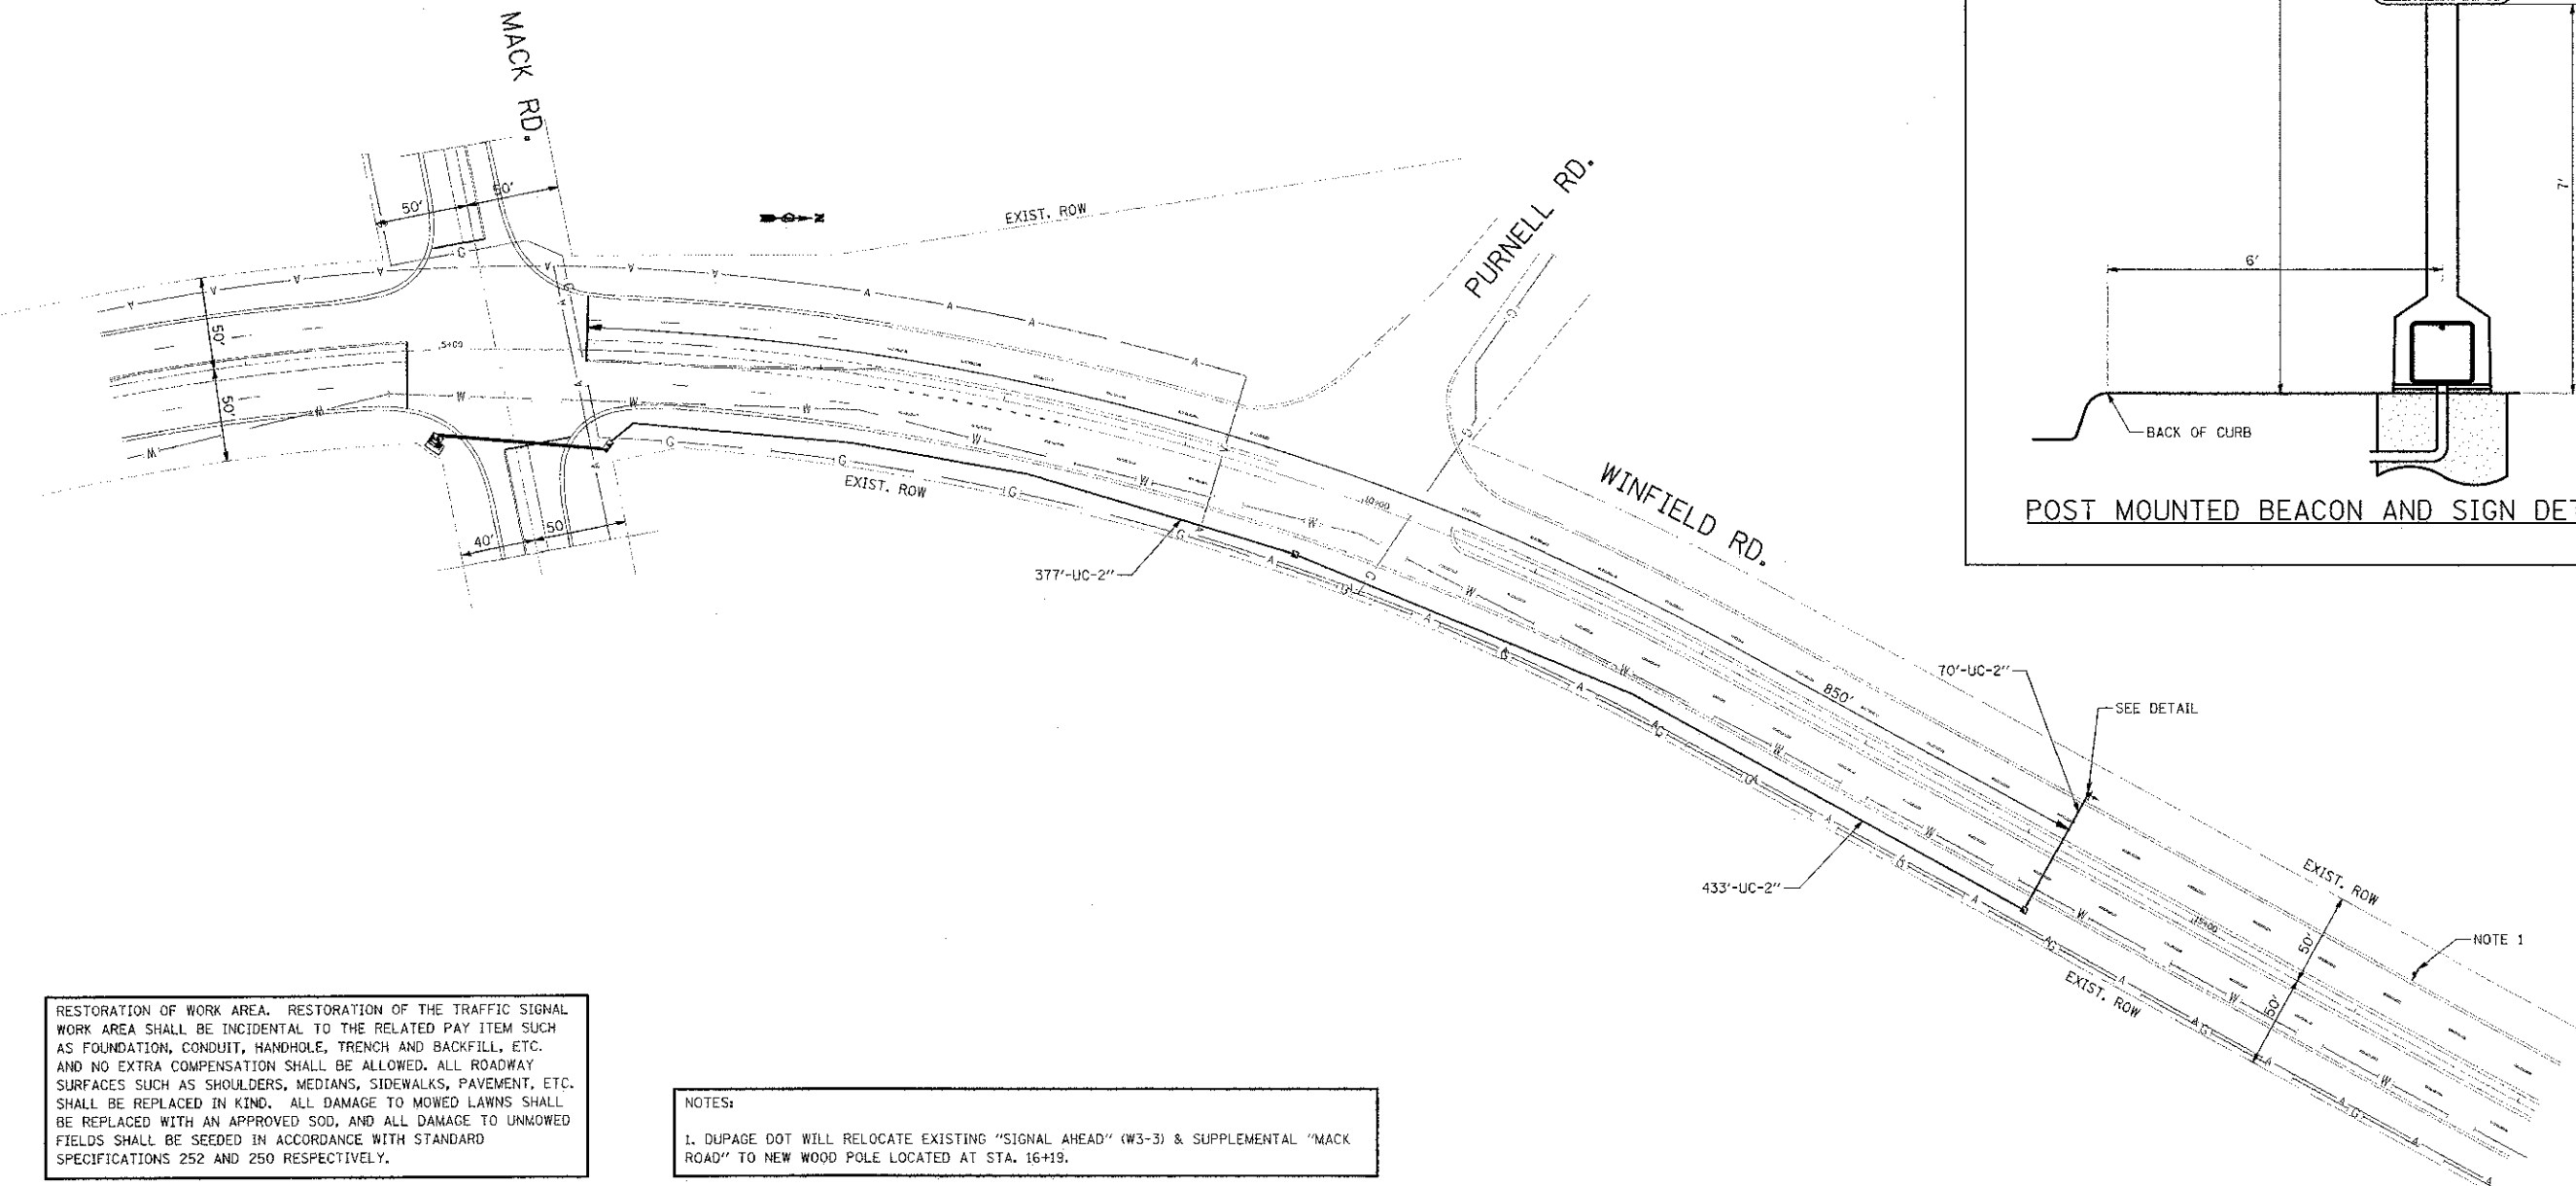 MACK RD.
50'
50'
EXIST. ROW
PURNELL RD.
7'
6'
BACK OF CURB
POST MOUNTED BEACON AND SIGN DET
50'
50'
5+00
EXIST. ROW
40'
50'
377'-UC-2"
10+00
WINFIELD RD.
850'
70'-UC-2"
SEE DETAIL
433'-UC-2"
15+00
EXIST. ROW
50'
50'
EXIST. ROW
NOTE 1
RESTORATION OF WORK AREA. RESTORATION OF THE TRAFFIC SIGNAL
WORK AREA SHALL BE INCIDENTAL TO THE RELATED PAY ITEM SUCH
AS FOUNDATION, CONDUIT, HANDHOLE, TRENCH AND BACKFILL, ETC.
AND NO EXTRA COMPENSATION SHALL BE ALLOWED. ALL ROADWAY
SURFACES SUCH AS SHOULDERS, MEDIANS, SIDEWALKS, PAVEMENT, ETC.
SHALL BE REPLACED IN KIND. ALL DAMAGE TO MOWED LAWNS SHALL
BE REPLACED WITH AN APPROVED SOD, AND ALL DAMAGE TO UNMOWED
FIELDS SHALL BE SEEDED IN ACCORDANCE WITH STANDARD
SPECIFICATIONS 252 AND 250 RESPECTIVELY.
NOTES:
1. DUPAGE DOT WILL RELOCATE EXISTING "SIGNAL AHEAD" (W3-3) & SUPPLEMENTAL "MACK
ROAD" TO NEW WOOD POLE LOCATED AT STA. 16+19.